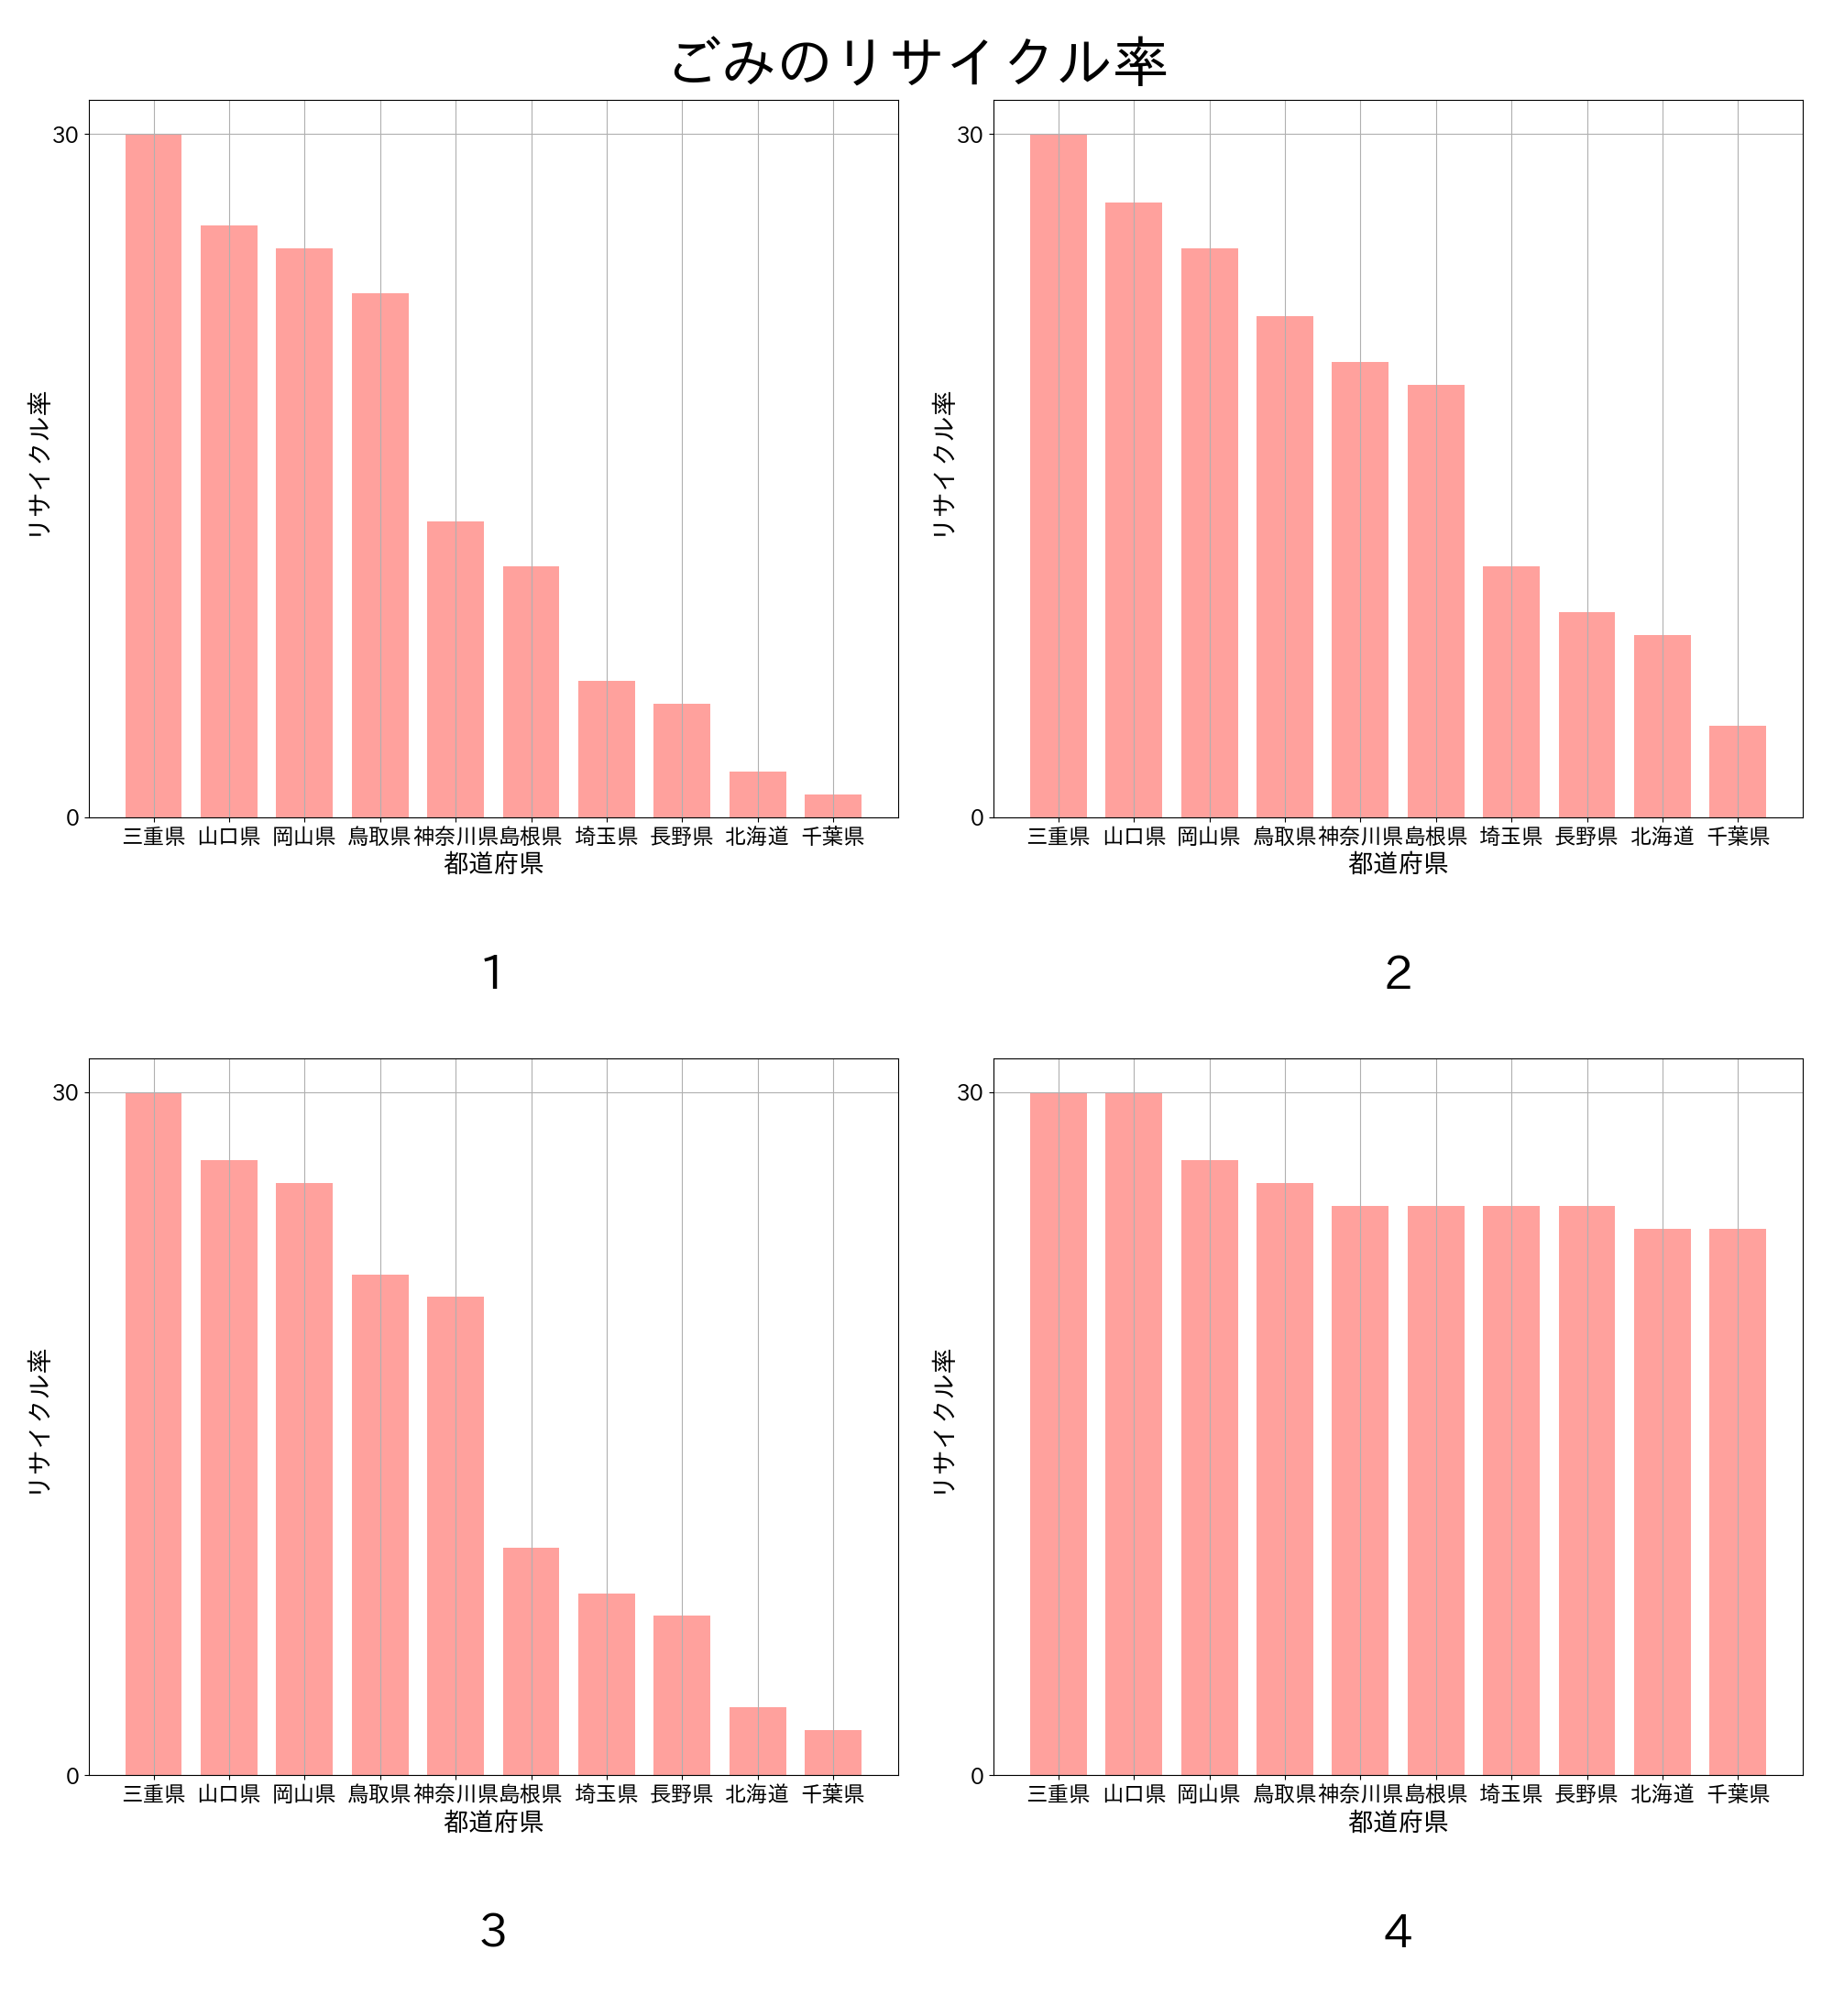 ごみのリサイクル率
30
0
リサイクル率
三重県 山口県 岡山県 鳥取県 神奈川県 島根県 埼玉県 長野県 北海道 千葉県
都道府県
1
30
0
リサイクル率
三重県 山口県 岡山県 鳥取県 神奈川県 島根県 埼玉県 長野県 北海道 千葉県
都道府県
2
30
0
リサイクル率
三重県 山口県 岡山県 鳥取県 神奈川県 島根県 埼玉県 長野県 北海道 千葉県
都道府県
3
30
0
リサイクル率
三重県 山口県 岡山県 鳥取県 神奈川県 島根県 埼玉県 長野県 北海道 千葉県
都道府県
4